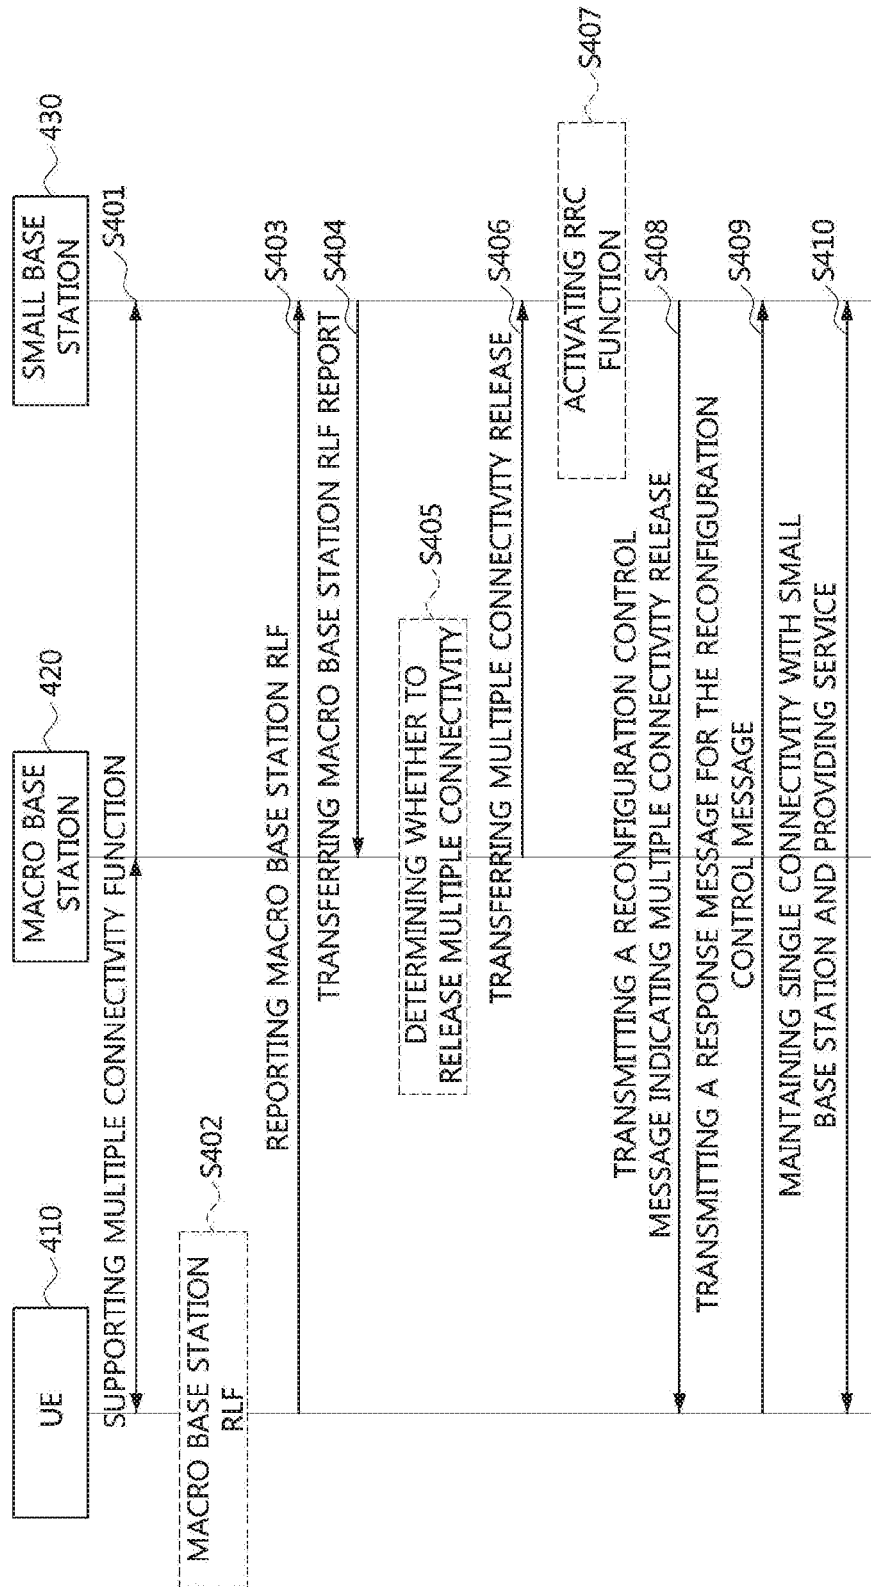 UE
410
MACRO BASE
STATION
420
SMALL BASE
STATION
430
SUPPORTING MULTIPLE CONNECTIVITY FUNCTION
S401
MACRO BASE STATION
RLF
S402
REPORTING MACRO BASE STATION RLF
S403
TRANSFERRING MACRO BASE STATION RLF REPORT
S404
DETERMINING WHETHER TO
RELEASE MULTIPLE CONNECTIVITY
S405
TRANSFERRING MULTIPLE CONNECTIVITY RELEASE
S406
ACTIVATING RRC
FUNCTION
S407
TRANSMITTING A RECONFIGURATION CONTROL
MESSAGE INDICATING MULTIPLE CONNECTIVITY RELEASE
S408
TRANSMITTING A RESPONSE MESSAGE FOR THE RECONFIGURATION
CONTROL MESSAGE
S409
MAINTAINING SINGLE CONNECTIVITY WITH SMALL
BASE STATION AND PROVIDING SERVICE
S410